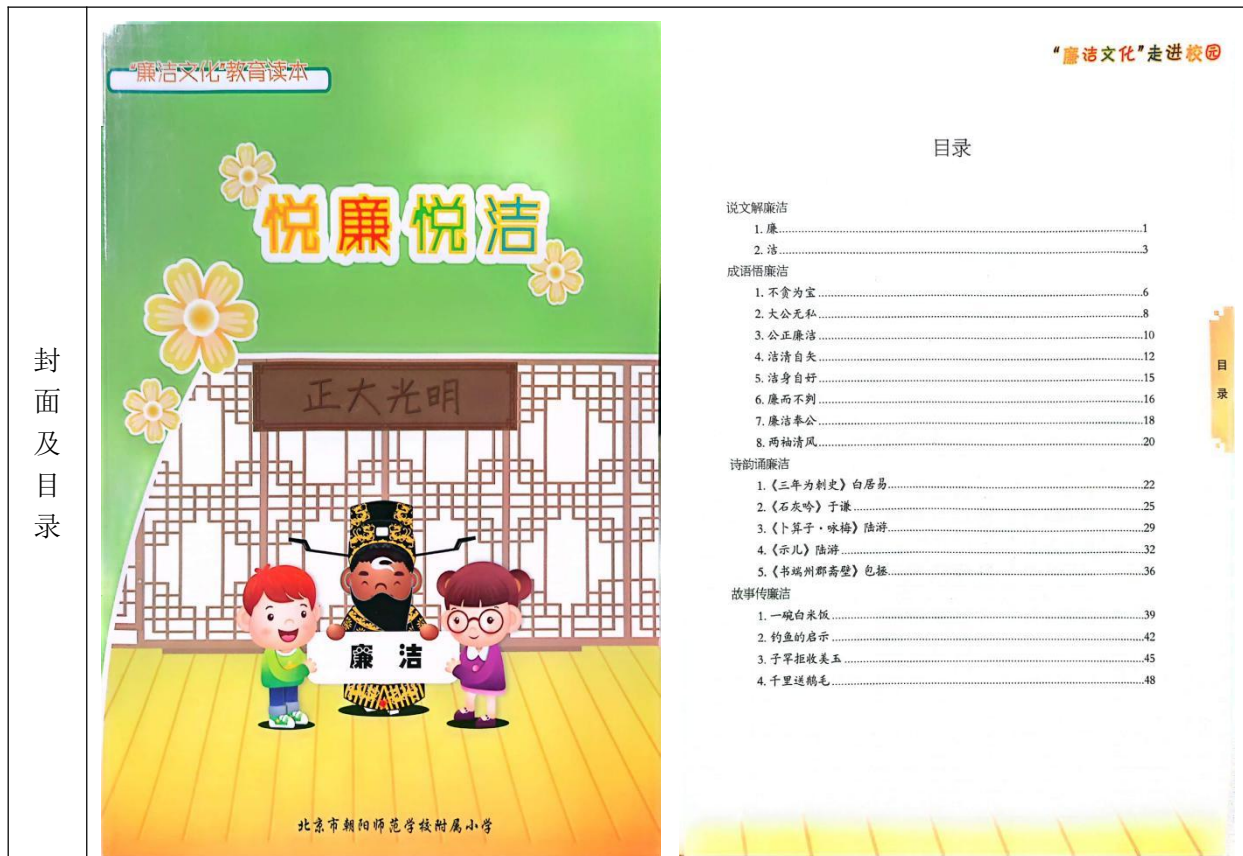 封面及目录
"廉洁文化"教育读本
悦廉悦洁
正大光明
廉 洁
北京市朝阳师范学校附属小学
"廉洁文化"走进校园
目录
说文解廉洁
1. 廉........1
2. 洁........3
成语悟廉洁
1. 不贪为宝........6
2. 大公无私........8
3. 公正廉洁........10
4. 洁清自矢........12
5. 洁身自好........15
6. 廉而不刿........16
7. 廉洁奉公........18
8. 两袖清风........20
诗韵诵廉洁
1.《三年为刺史》白居易........22
2.《石灰吟》于谦........25
3.《卜算子·咏梅》陆游........29
4.《示儿》陆游........32
5.《书端州郡斋壁》包拯........36
故事传廉洁
1. 一碗白米饭........39
2. 钓鱼的启示........42
3. 子罕拒收美玉........45
4. 千里送鹅毛........48
目录